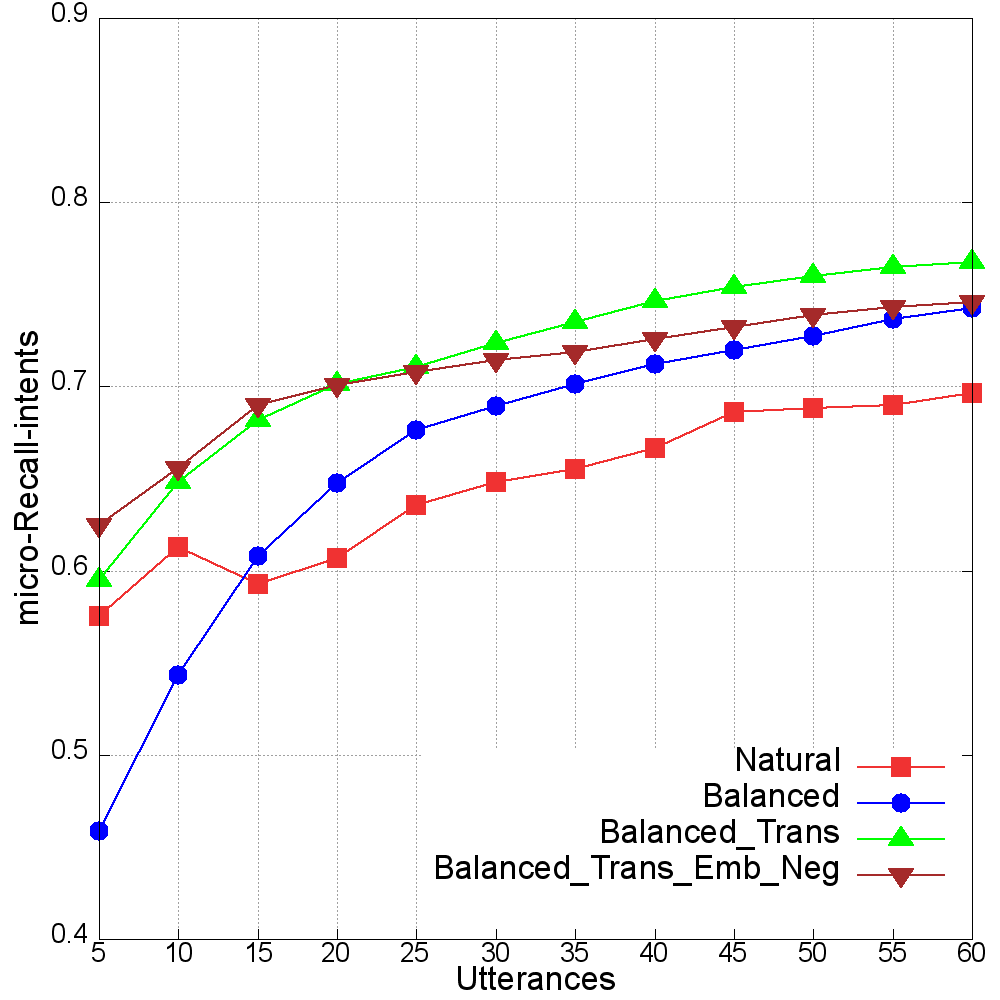 0.9
0.8
0.7
0.6
0.5
0.4
micro-Recall-intents
Natural
Balanced
Balanced_Trans
Balanced_Trans_Emb_Neg
5 10 15 20 25 30 35 40 45 50 55 60
Utterances